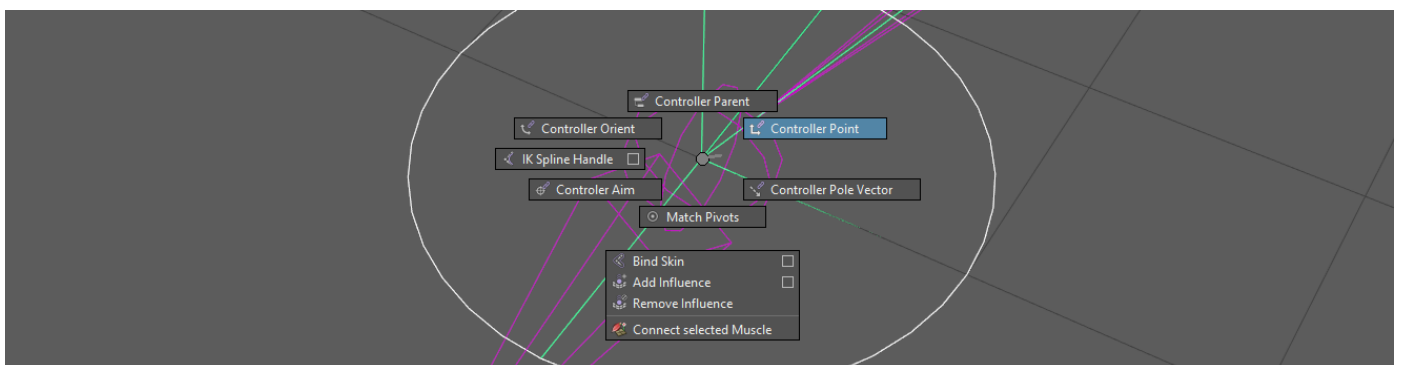 Controller Parent
Controller Orient
Controller Point
IK Spline Handle
Controler Aim
Controller Pole Vector
Match Pivots
Bind Skin
Add Influence
Remove Influence
Connect selected Muscle